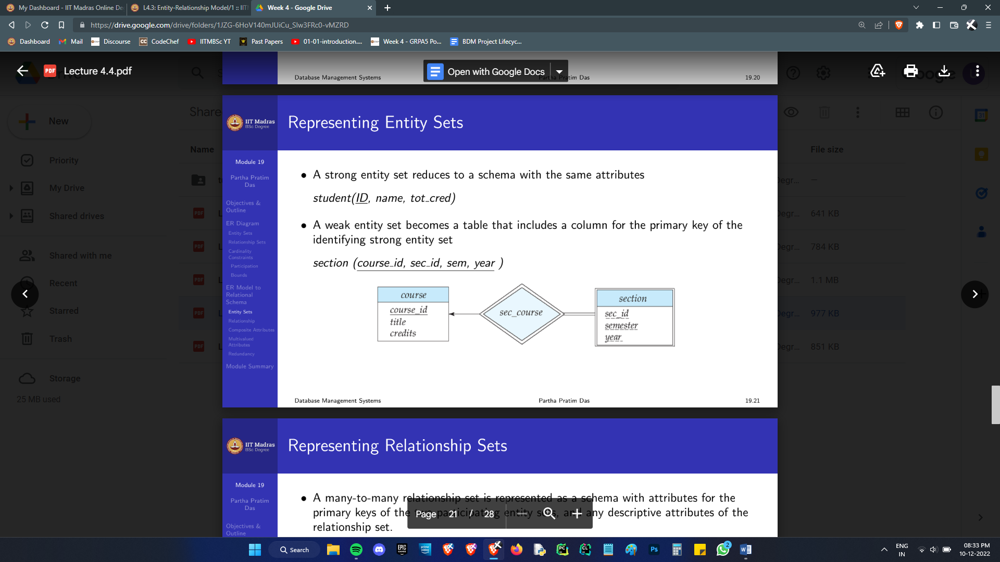 My Dashboard - IIT Madras Online De
L4.3: Entity-Relationship Model/1 :: IIT
Week 4 - Google Drive
https://drive.google.com/drive/folders/1JZG-6HoV140mJUiCu_Slw3FRc0-vMZRD
Dashboard
Mail
Discourse
CodeChef
IITMBSc YT
Past Papers
01-01-introduction....
Week 4 - GRPA5 Po...
BDM Project Lifecyc...
PDF
Lecture 4.4.pdf
Open with Google Docs
Database Management Systems
Partha Pratim Das
19.20
New
Share
Name
File size
Priority
My Drive
Shared drives
Shared with me
Recent
Starred
Trash
Storage
25 MB used
641 KB
784 KB
1.1 MB
977 KB
851 KB
IIT Madras
BSc Degree
Representing Entity Sets
Module 19
Partha Pratim
Das
Objectives &
Outline
ER Diagram
Entity Sets
Relationship Sets
Cardinality
Constraints
Participation
Bounds
ER Model to
Relational
Schema
Entity Sets
Relationship
Composite Attributes
Multivalued
Attributes
Redundancy
Module Summary
• A strong entity set reduces to a schema with the same attributes
student(ID, name, tot_cred)
• A weak entity set becomes a table that includes a column for the primary key of the
identifying strong entity set
section (course_id, sec_id, sem, year )
course
course_id
title
credits
sec_course
section
sec_id
semester
year
Database Management Systems
Partha Pratim Das
19.21
IIT Madras
BSc Degree
Representing Relationship Sets
Module 19
Partha Pratim
Das
Objectives &
Outline
• A many-to-many relationship set is represented as a schema with attributes for the
primary keys of the two participating entity sets, and any descriptive attributes of the
relationship set.
Page 21 / 28
Search
ENG
IN
08:33 PM
10-12-2022